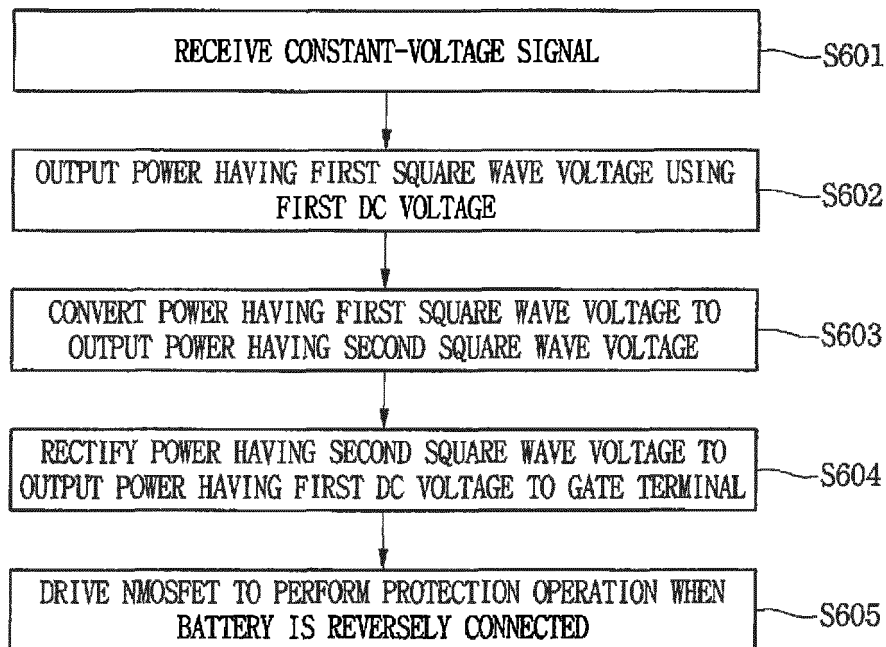 RECEIVE CONSTANT-VOLTAGE SIGNAL
S601
OUTPUT POWER HAVING FIRST SQUARE WAVE VOLTAGE USING
FIRST DC VOLTAGE
S602
CONVERT POWER HAVING FIRST SQUARE WAVE VOLTAGE TO
OUTPUT POWER HAVING SECOND SQUARE WAVE VOLTAGE
S603
RECTIFY POWER HAVING SECOND SQUARE WAVE VOLTAGE TO
OUTPUT POWER HAVING FIRST DC VOLTAGE TO GATE TERMINAL
S604
DRIVE NMOSFET TO PERFORM PROTECTION OPERATION WHEN
BATTERY IS REVERSELY CONNECTED
S605